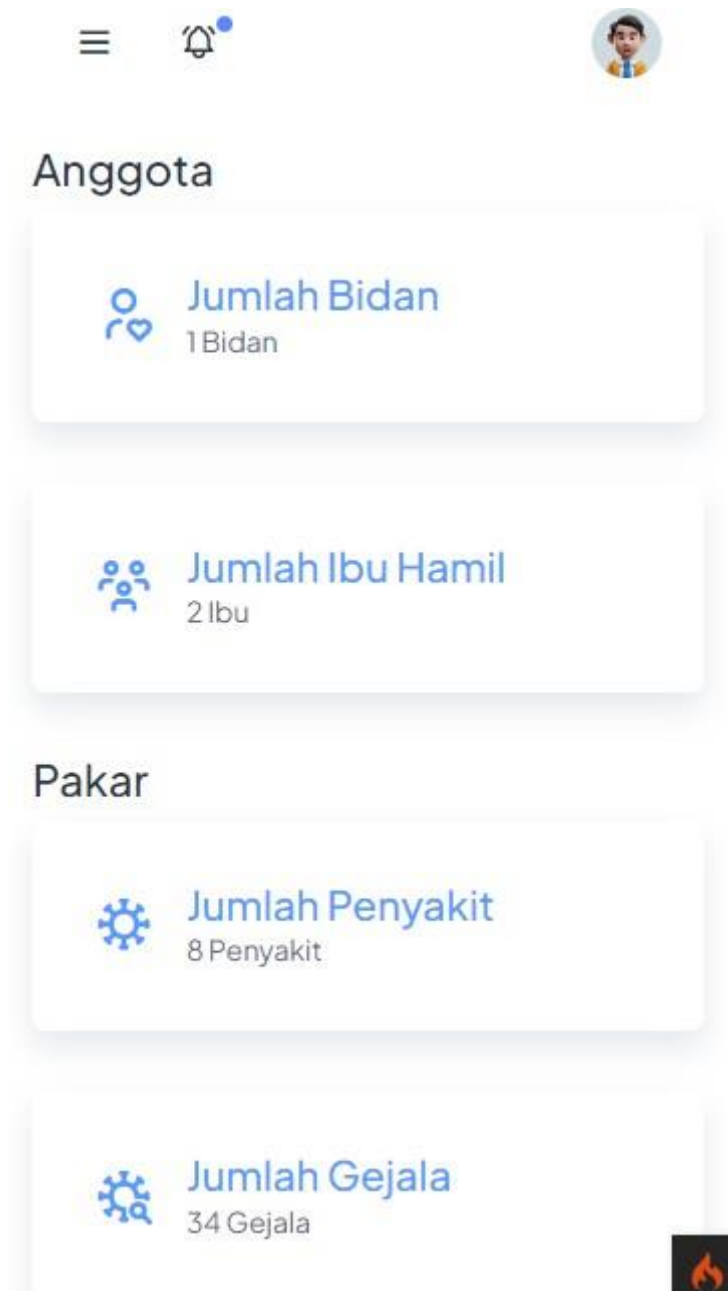 Anggota
Jumlah Bidan
1 Bidan
Jumlah Ibu Hamil
2 Ibu
Pakar
Jumlah Penyakit
8 Penyakit
Jumlah Gejala
34 Gejala